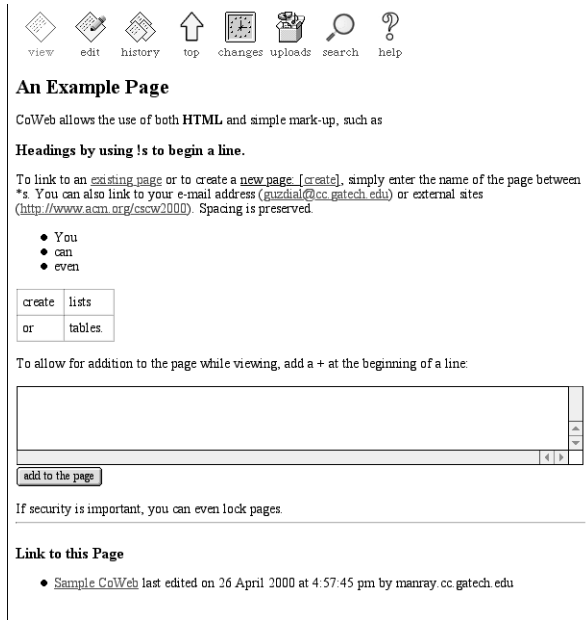 view edit history top changes uploads search help
An Example Page
CoWeb allows the use of both HTML and simple mark-up, such as
Headings by using !s to begin a line.
To link to an existing page or to create a new page: [create], simply enter the name of the page between
*s. You can also link to your e-mail address (guzdial@cc.gatech.edu) or external sites
(http://www.acm.org/cscw2000). Spacing is preserved.
• You
• can
• even
create lists
or tables.
To allow for addition to the page while viewing, add a + at the beginning of a line:
add to the page
If security is important, you can even lock pages.
Link to this Page
• Sample CoWeb last edited on 26 April 2000 at 4:57:45 pm by manray.cc.gatech.edu